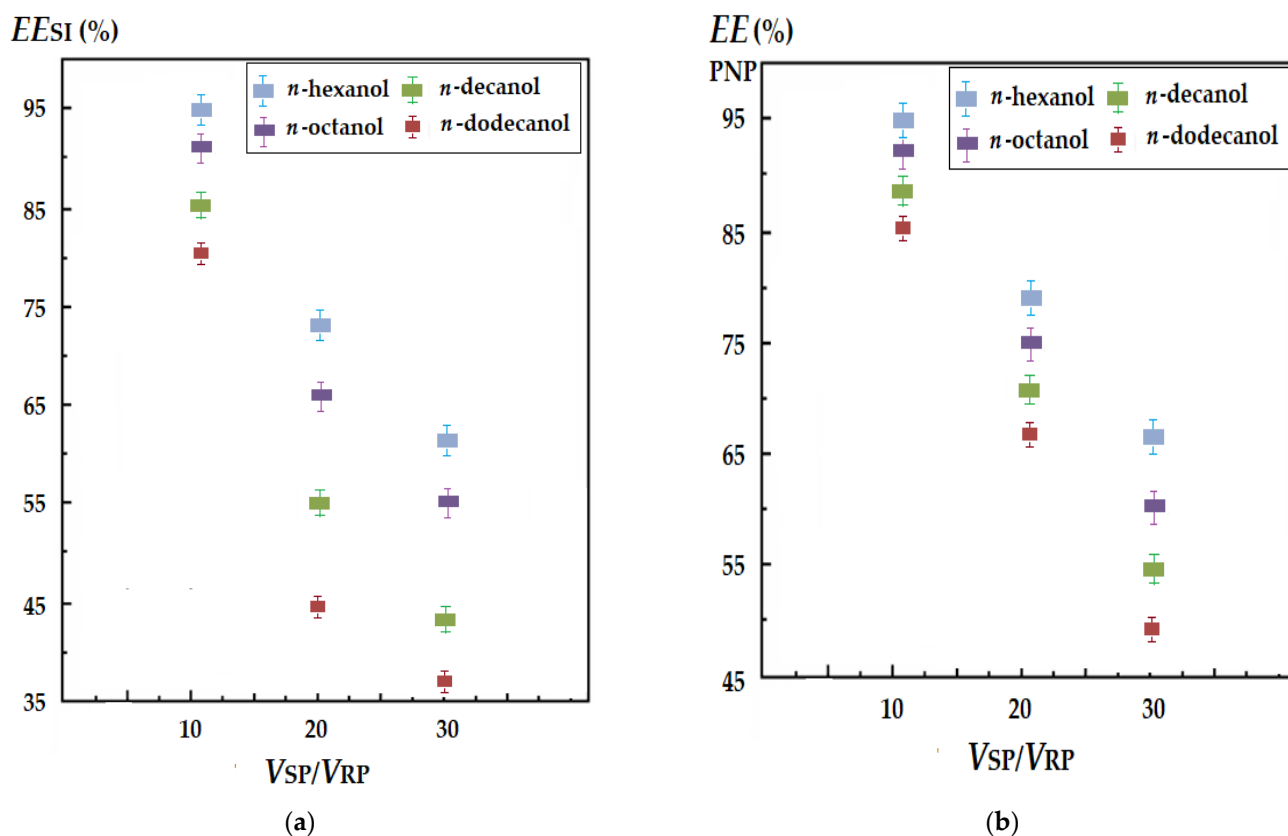 EESI (%)
n-hexanol n-decanol
n-octanol n-dodecanol
95
85
75
65
55
45
35
10 20 30
VSP/VRP
(a)
EE (%)
PNP
n-hexanol n-decanol
n-octanol n-dodecanol
95
85
75
65
55
45
10 20 30
VSP/VRP
(b)